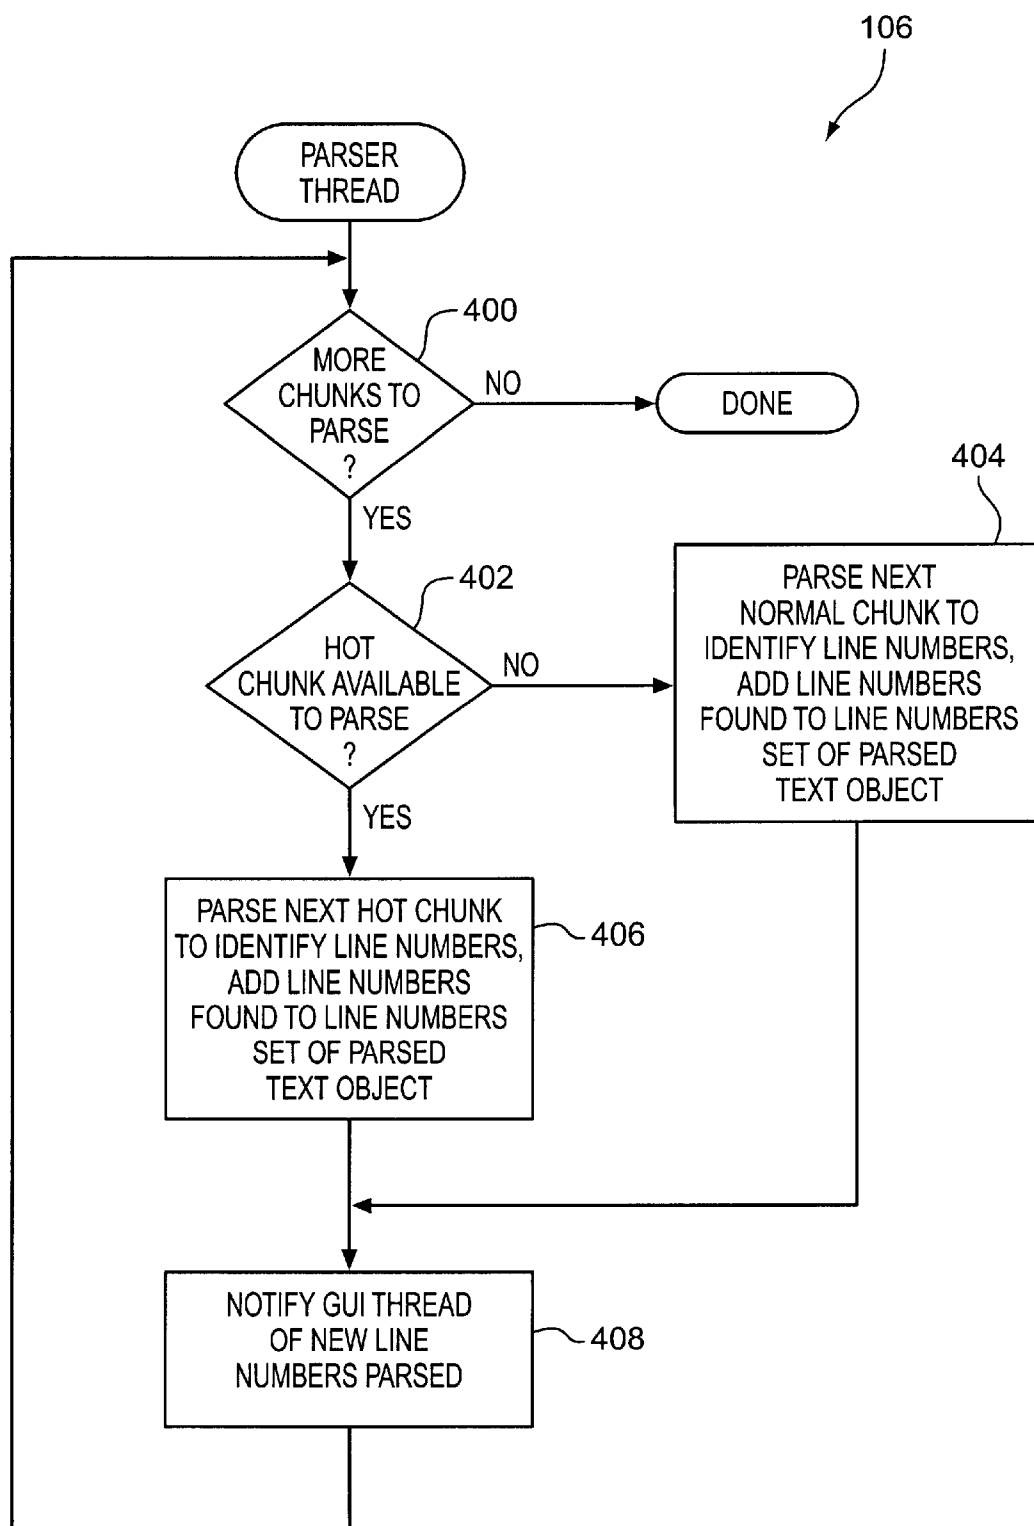 106
PARSER
THREAD
400
MORE
CHUNKS TO
PARSE
?
NO
DONE
YES
402
HOT
CHUNK AVAILABLE
TO PARSE
?
NO
404
PARSE NEXT
NORMAL CHUNK TO
IDENTIFY LINE NUMBERS,
ADD LINE NUMBERS
FOUND TO LINE NUMBERS
SET OF PARSED
TEXT OBJECT
YES
PARSE NEXT HOT CHUNK
TO IDENTIFY LINE NUMBERS,
ADD LINE NUMBERS
FOUND TO LINE NUMBERS
SET OF PARSED
TEXT OBJECT
406
NOTIFY GUI THREAD
OF NEW LINE
NUMBERS PARSED
408